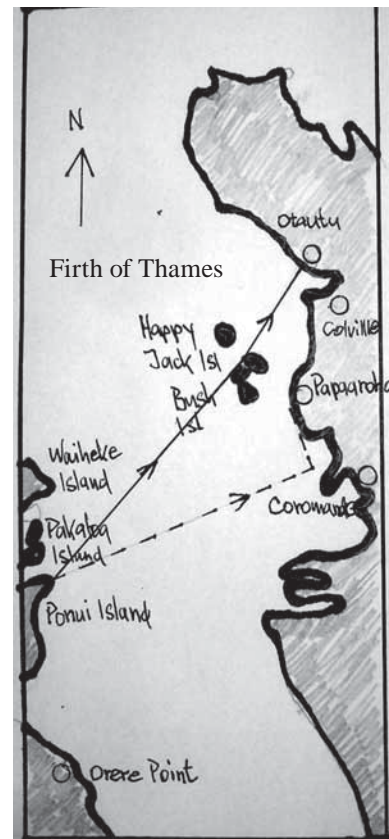 N
Otautu
Firth of Thames
Colville
Happy
Jack Isl
Bush
Isl
Papaaroha
Waiheke
Island
Coromand
Pakatoa
Island
Ponui Island
Orere Point